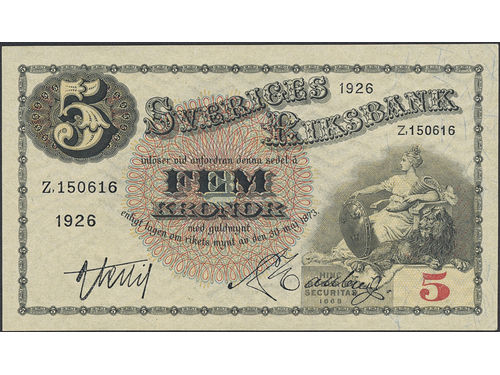 5
SVERIGES
RIKSBANK
1926
Z,150616
inlöser vid anfordran denna sedel å
FEM
KRONOR
med guldmynt
enligt lagen om rikets mynt av den 30 maj 1873.
Z,150616
1926
HINC
SECURITAS
1668
5